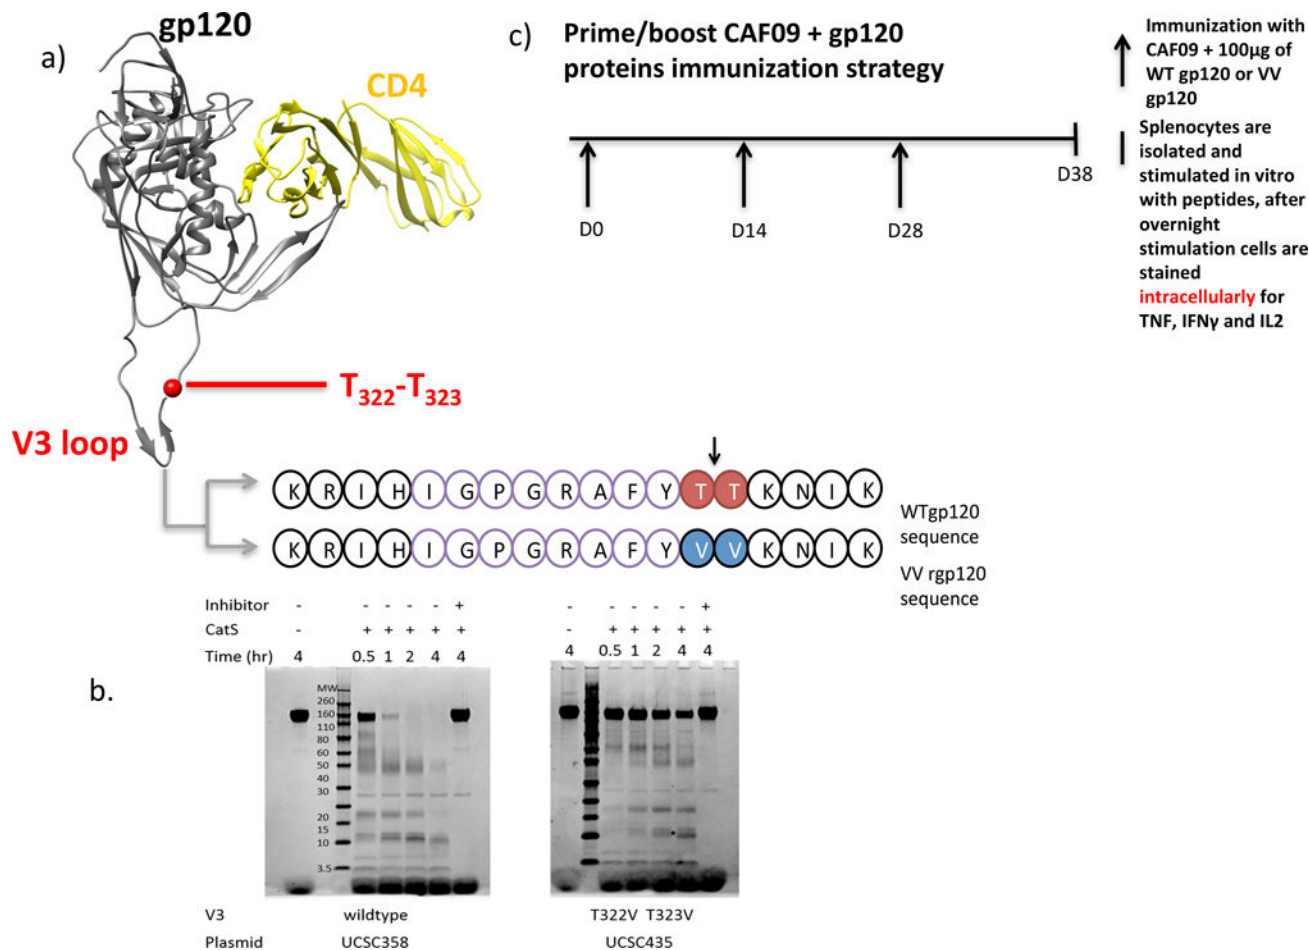 a)
gp120
CD4
T322-T323
V3 loop
c) Prime/boost CAF09 + gp120
proteins immunization strategy
D0
D14
D28
D38
Immunization with
CAF09 + 100µg of
WT gp120 or VV
gp120
Splenocytes are
isolated and
stimulated in vitro
with peptides, after
overnight
stimulation cells are
stained
intracellularly for
TNF, IFNγ and IL2
K R I H I G P G R A F Y T T K N I K
WTgp120
sequence
K R I H I G P G R A F Y V V K N I K
VV rgp120
sequence
b.
Inhibitor - - - - - + - - - - - +
CatS - + + + + + - + + + + +
Time (hr) 4 0.5 1 2 4 4 4 0.5 1 2 4 4
MW
260
160
110
80
60
50
40
30
20
15
10
3.5
V3 wildtype T322V T323V
Plasmid UCSC358 UCSC435